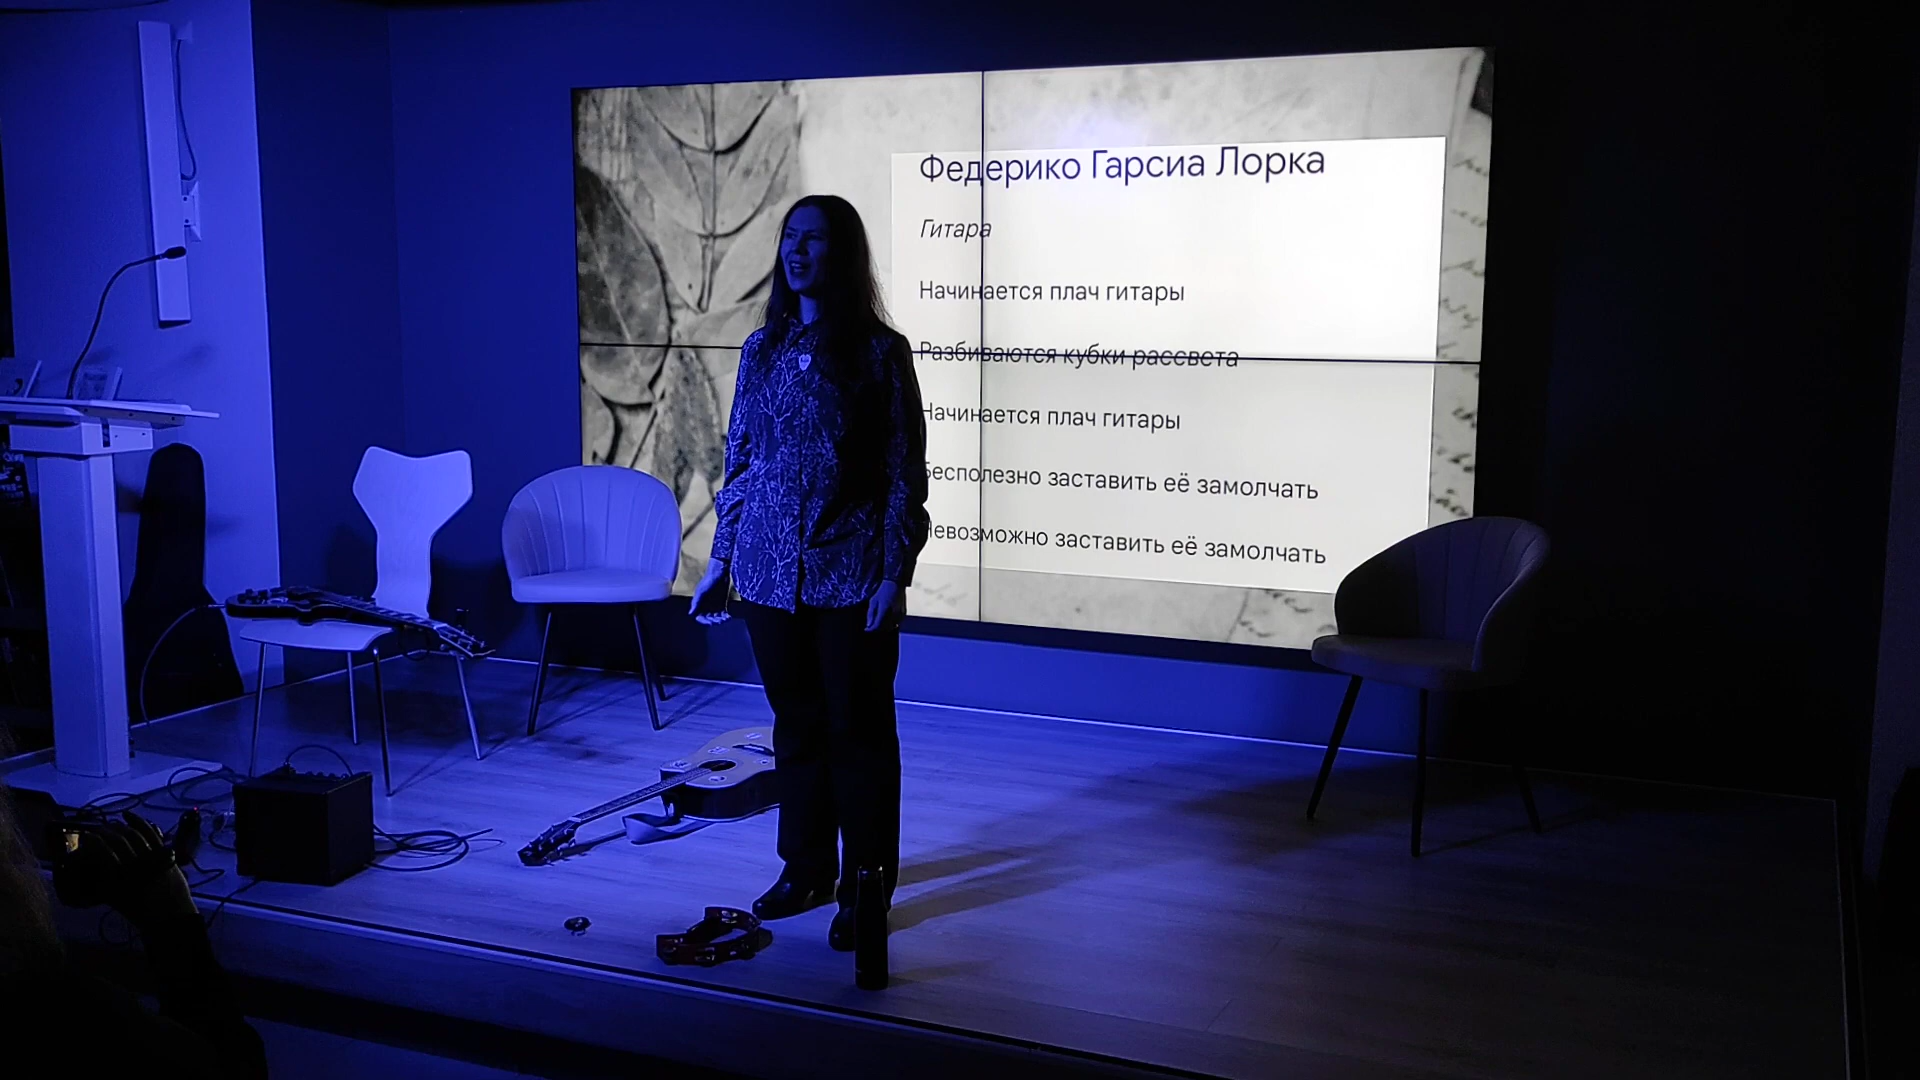 Федерико Гарсиа Лорка
Гитара
Начинается плач гитары
Разбиваются кубки рассвета
Начинается плач гитары
Бесполезно заставить её замолчать
Невозможно заставить её замолчать